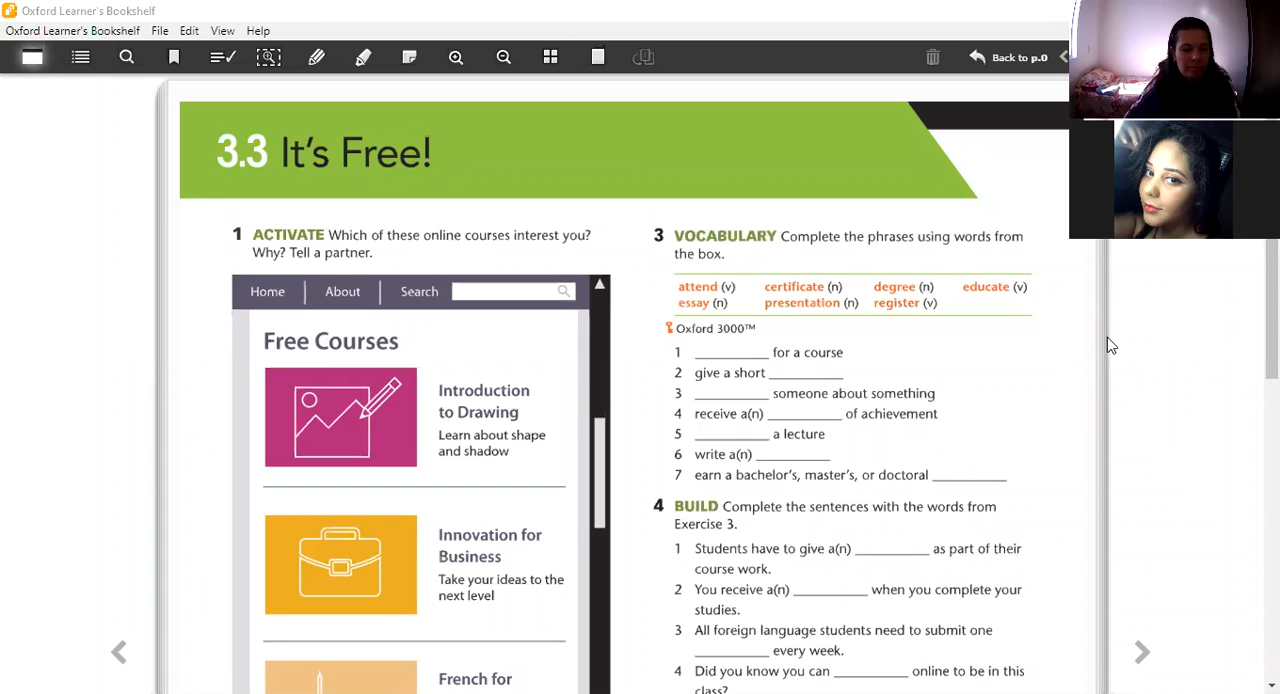 Oxford Learner's Bookshelf
Oxford Learner's Bookshelf File Edit View Help
Back to p.0
3.3 It's Free!
1 ACTIVATE Which of these online courses interest you?
Why? Tell a partner.
Home About Search
Free Courses
Introduction
to Drawing
Learn about shape
and shadow
Innovation for
Business
Take your ideas to the
next level
French for
3 VOCABULARY Complete the phrases using words from
the box.
attend (v) certificate (n) degree (n) educate (v)
essay (n) presentation (n) register (v)
Oxford 3000™
1 __________ for a course
2 give a short __________
3 __________ someone about something
4 receive a(n) __________ of achievement
5 __________ a lecture
6 write a(n) __________
7 earn a bachelor's, master's, or doctoral __________
4 BUILD Complete the sentences with the words from
Exercise 3.
1 Students have to give a(n) __________ as part of their
course work.
2 You receive a(n) __________ when you complete your
studies.
3 All foreign language students need to submit one
__________ every week.
4 Did you know you can __________ online to be in this
class?